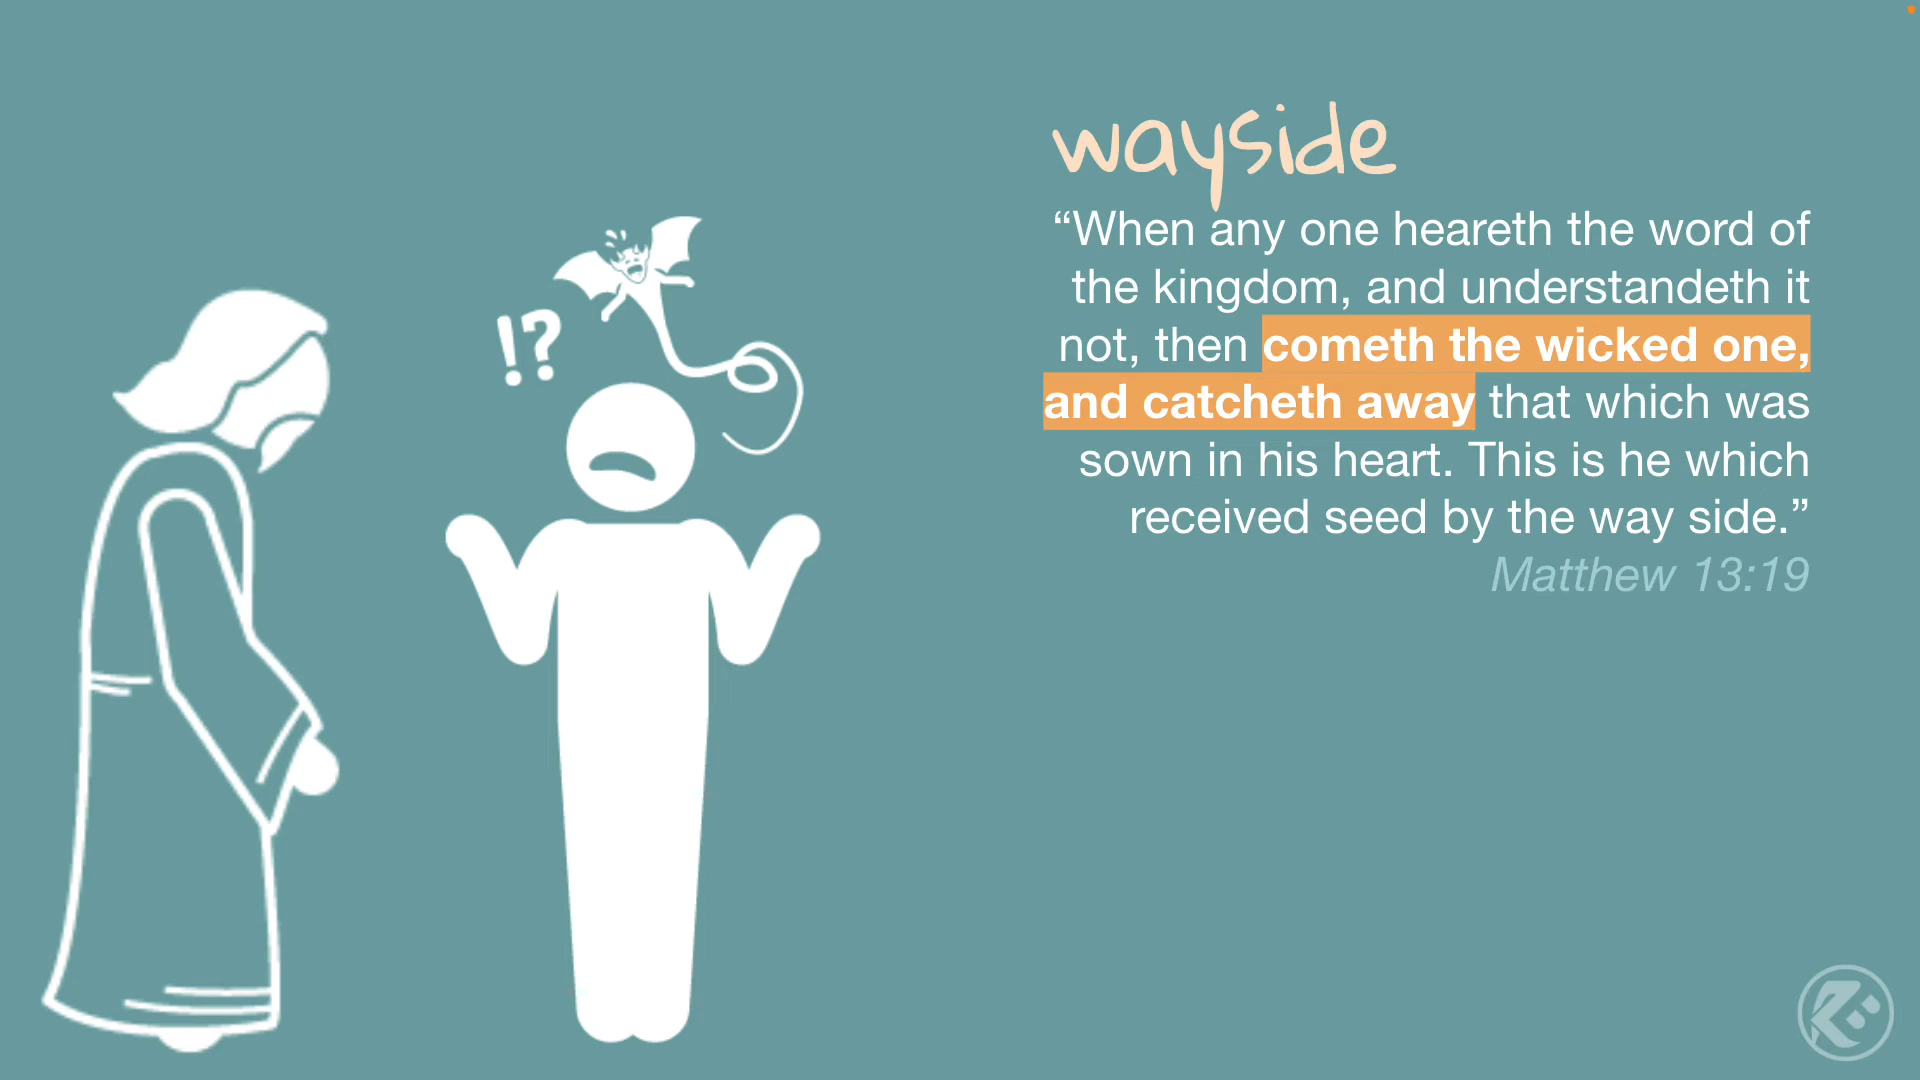 wayside
“When any one heareth the word of
the kingdom, and understandeth it
not, then cometh the wicked one,
and catcheth away that which was
sown in his heart. This is he which
received seed by the way side.”
Matthew 13:19
!?